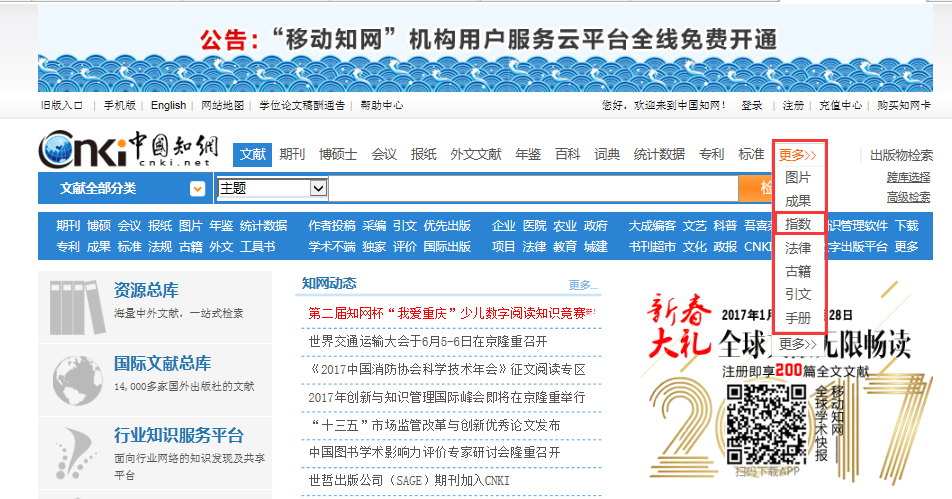 公告：“移动知网”机构用户服务云平台全线免费开通
旧版入口 | 手机版 | English | 网站地图 | 学位论文稿酬通告 | 帮助中心
您好，欢迎来到中国知网！ 登录 | 注册 | 充值中心 | 购买知网卡
Cnki 中国知網
cnki.net
文献 期刊 博硕士 会议 报纸 外文文献 年鉴 百科 词典 统计数据 专利 标准 更多>> 出版物检索
文献全部分类 主题 检
跨库选择
高级检索
图片
成果
指数
法律
古籍
引文
手册
更多>>
期刊 博硕 会议 报纸 图片 年鉴 统计数据
专利 成果 标准 法规 古籍 外文 工具书
作者投稿 采编 引文 优先出版
学术不端 独家 评价 国际出版
企业 医院 农业 政府
项目 法律 教育 城建
大成编客 文艺 科普 吾 识管理软件 下载
书刊超市 文化 政报 CNKI 字出版平台 更多
资源总库
海量中外文献，一站式检索
国际文献总库
14,000多家国外出版社的文献
行业知识服务平台
面向行业网络的知识发现及共享
平台
知网动态 更多...
第二届知网杯“我爱重庆”少儿数字阅读知识竞赛
世界交通运输大会于6月5-6日在京隆重召开
《2017中国消防协会科学技术年会》征文阅读专区
2017年创新与知识管理国际峰会即将在京隆重举行
“十三五”市场监管改革与创新优秀论文发布
中国图书学术影响力评价专家研讨会隆重召开
世哲出版公司（SAGE）期刊加入CNKI
新春
大礼
2017年1月 28日
全球 无限畅读
注册即享200篇全文文献
2017
移动知网
全球学术快报
扫码下载APP